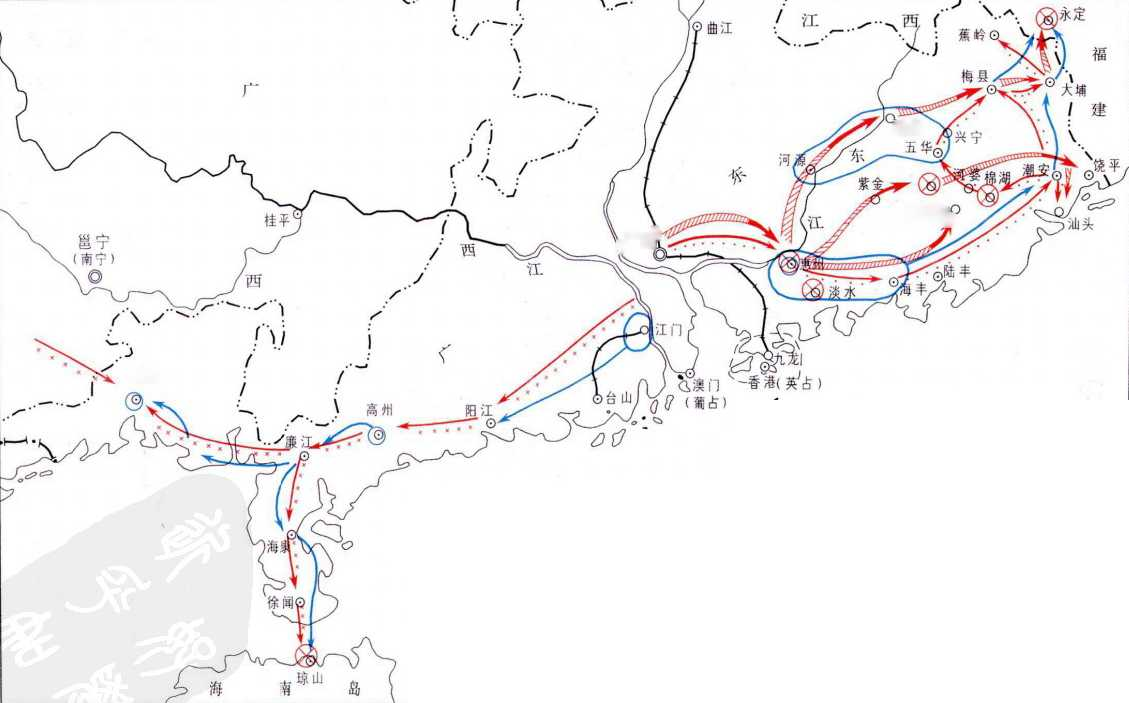 江 西
曲江
蕉岭
永定
福
建
广
梅县
大埔
兴宁
五华
河源
东
江
东
紫金
河婆
棉湖
潮安
饶平
汕头
桂平
邕宁
(南宁)
西
西
江
惠州
淡水
海丰
陆丰
江门
九龙
香港(英占)
澳门
(葡占)
台山
广
阳江
高州
廉江
海康
徐闻
琼山
海 南 岛